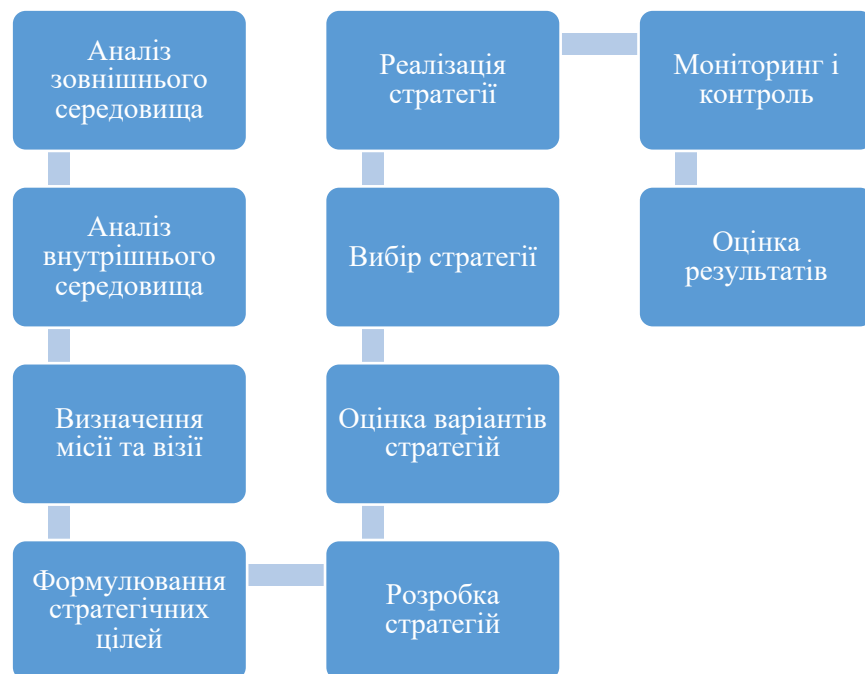 Аналіз
зовнішнього
середовища
Аналіз
внутрішнього
середовища
Визначення
місії та візії
Формулювання
стратегічних
цілей
Розробка
стратегій
Оцінка варіантів
стратегій
Вибір стратегії
Реалізація
стратегії
Моніторинг і
контроль
Оцінка
результатів